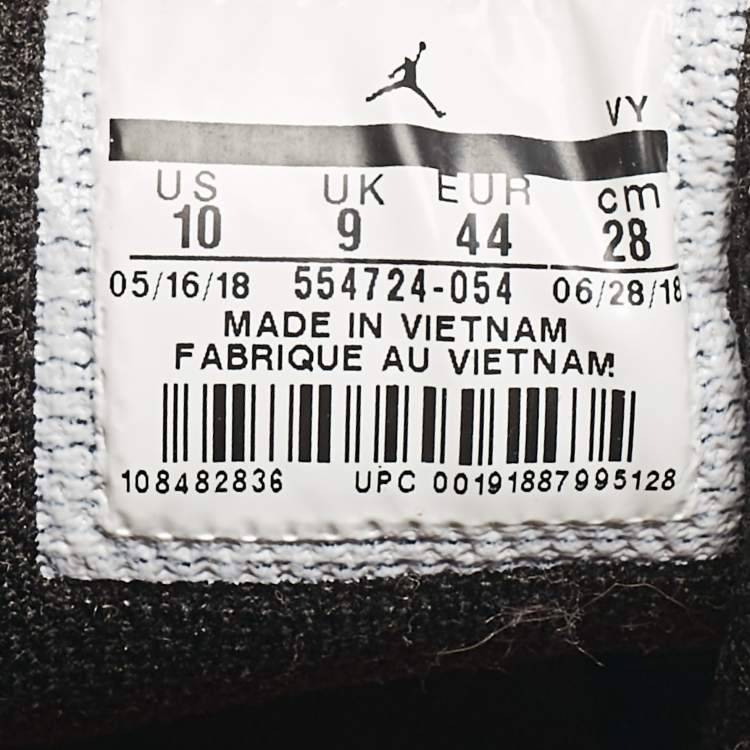 VY
US UK EUR cm
10 9 44 28
05/16/18 554724-054 06/28/18
MADE IN VIETNAM
FABRIQUE AU VIETNAM
108482836 UPC 00191887995128